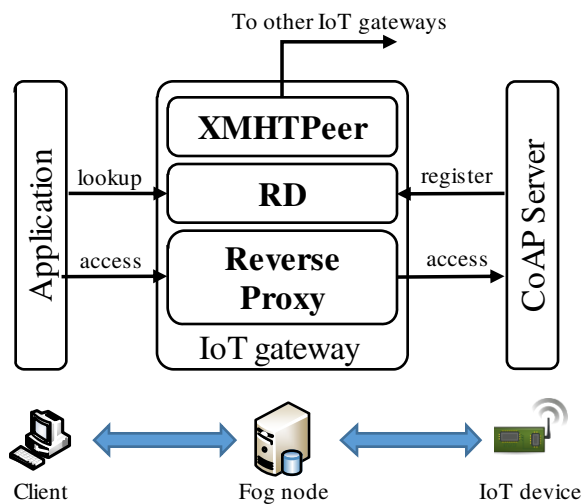 To other IoT gateways
XMHTPeer
Application
lookup
RD
register
CoAP Server
access
Reverse
Proxy
access
IoT gateway
Client
Fog node
IoT device